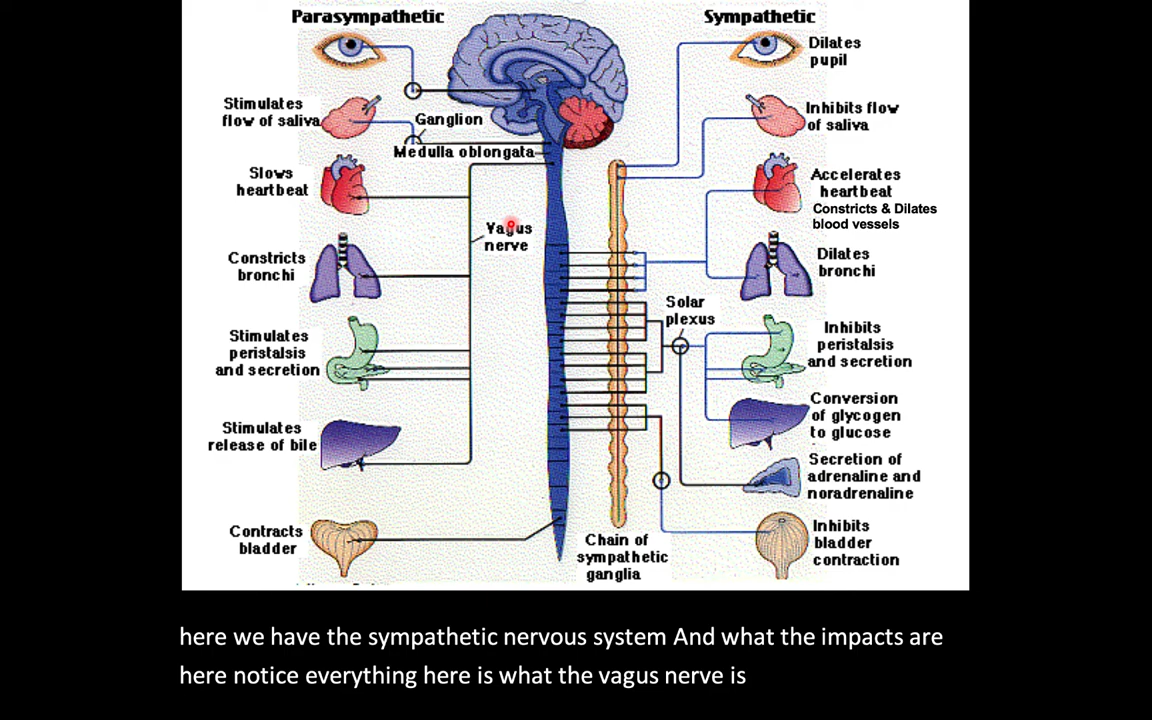 Parasympathetic
Sympathetic
Dilates
pupil
Stimulates
flow of saliva
Ganglion
Medulla oblongata
Inhibits flow
of saliva
Slows
heartbeat
Accelerates
heartbeat
Constricts & Dilates
blood vessels
Vagus
nerve
Constricts
bronchi
Dilates
bronchi
Solar
plexus
Stimulates
peristalsis
and secretion
Inhibits
peristalsis
and secretion
Stimulates
release of bile
Conversion
of glycogen
to glucose
Secretion of
adrenaline and
noradrenaline
Contracts
bladder
Chain of
sympathetic
ganglia
Inhibits
bladder
contraction
here we have the sympathetic nervous system And what the impacts are
here notice everything here is what the vagus nerve is